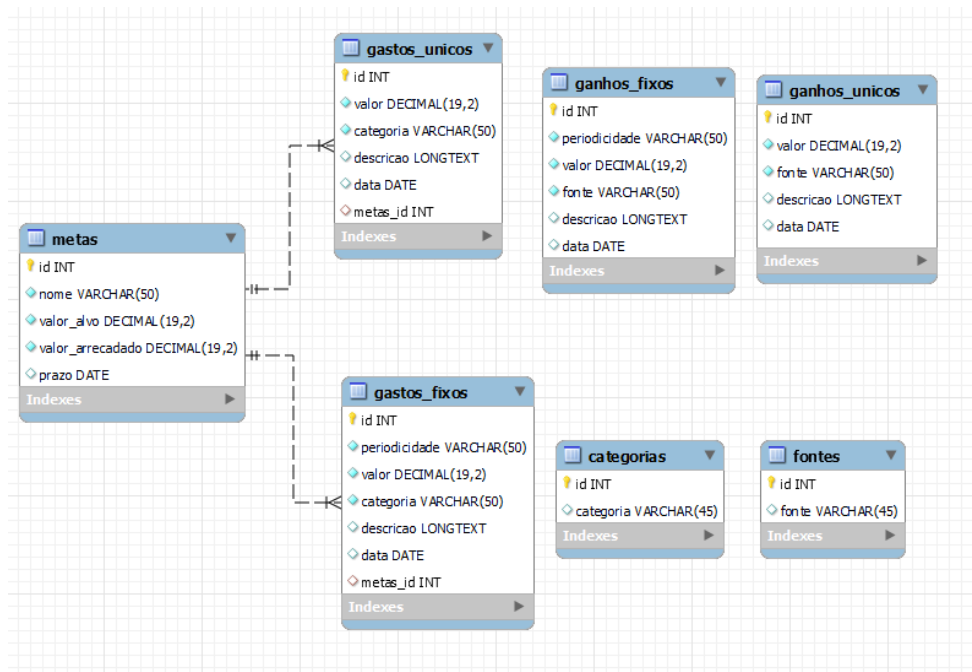 gastos_unicos
id INT
valor DECIMAL(19,2)
categoria VARCHAR(50)
descricao LONGTEXT
data DATE
metas_id INT
Indexes
ganhos_fixos
id INT
periodicidade VARCHAR(50)
valor DECIMAL(19,2)
fonte VARCHAR(50)
descricao LONGTEXT
data DATE
Indexes
ganhos_unicos
id INT
valor DECIMAL(19,2)
fonte VARCHAR(50)
descricao LONGTEXT
data DATE
Indexes
metas
id INT
nome VARCHAR(50)
valor_alvo DECIMAL(19,2)
valor_arrecadado DECIMAL(19,2)
prazo DATE
Indexes
gastos_fixos
id INT
periodicidade VARCHAR(50)
valor DECIMAL(19,2)
categoria VARCHAR(50)
descricao LONGTEXT
data DATE
metas_id INT
Indexes
categorias
id INT
categoria VARCHAR(45)
Indexes
fontes
id INT
fonte VARCHAR(45)
Indexes